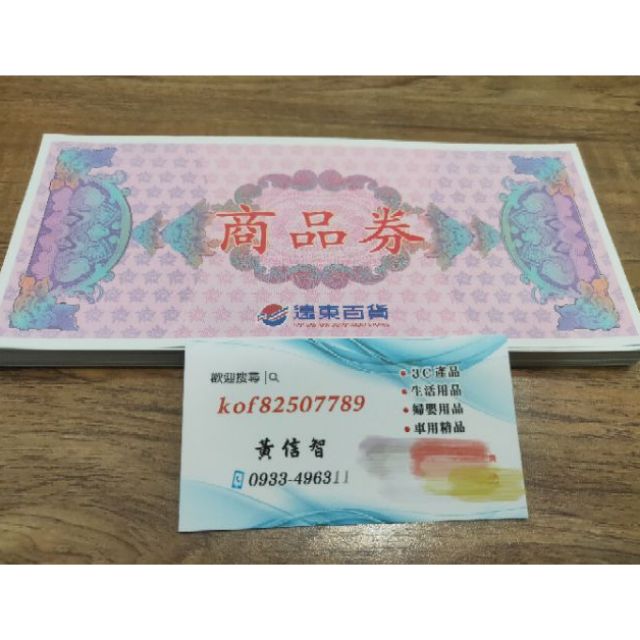 商品券
遠東百貨
歡迎搜尋
kof82507789
黃信智
0933-496311
• 3C產品
• 生活用品
• 婦嬰用品
• 車用精品